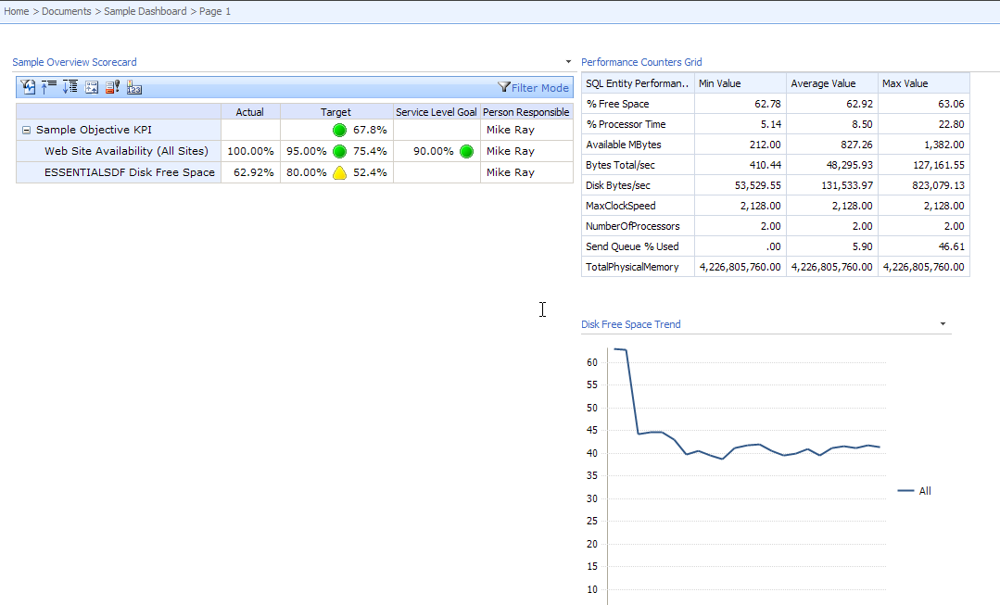 Home > Documents > Sample Dashboard > Page 1
Sample Overview Scorecard
Filter Mode
Actual Target Service Level Goal Person Responsible
Sample Objective KPI 67.8% Mike Ray
Web Site Availability (All Sites) 100.00% 95.00% 75.4% 90.00% Mike Ray
ESSENTIALSDF Disk Free Space 62.92% 80.00% 52.4% Mike Ray
Performance Counters Grid
SQL Entity Performan.. Min Value Average Value Max Value
% Free Space 62.78 62.92 63.06
% Processor Time 5.14 8.50 22.80
Available MBytes 212.00 827.26 1,382.00
Bytes Total/sec 410.44 48,295.93 127,161.55
Disk Bytes/sec 53,529.55 131,533.97 823,079.13
MaxClockSpeed 2,128.00 2,128.00 2,128.00
NumberOfProcessors 2.00 2.00 2.00
Send Queue % Used .00 5.90 46.61
TotalPhysicalMemory 4,226,805,760.00 4,226,805,760.00 4,226,805,760.00
Disk Free Space Trend
60
55
50
45
40
35
30
25
20
15
10
All